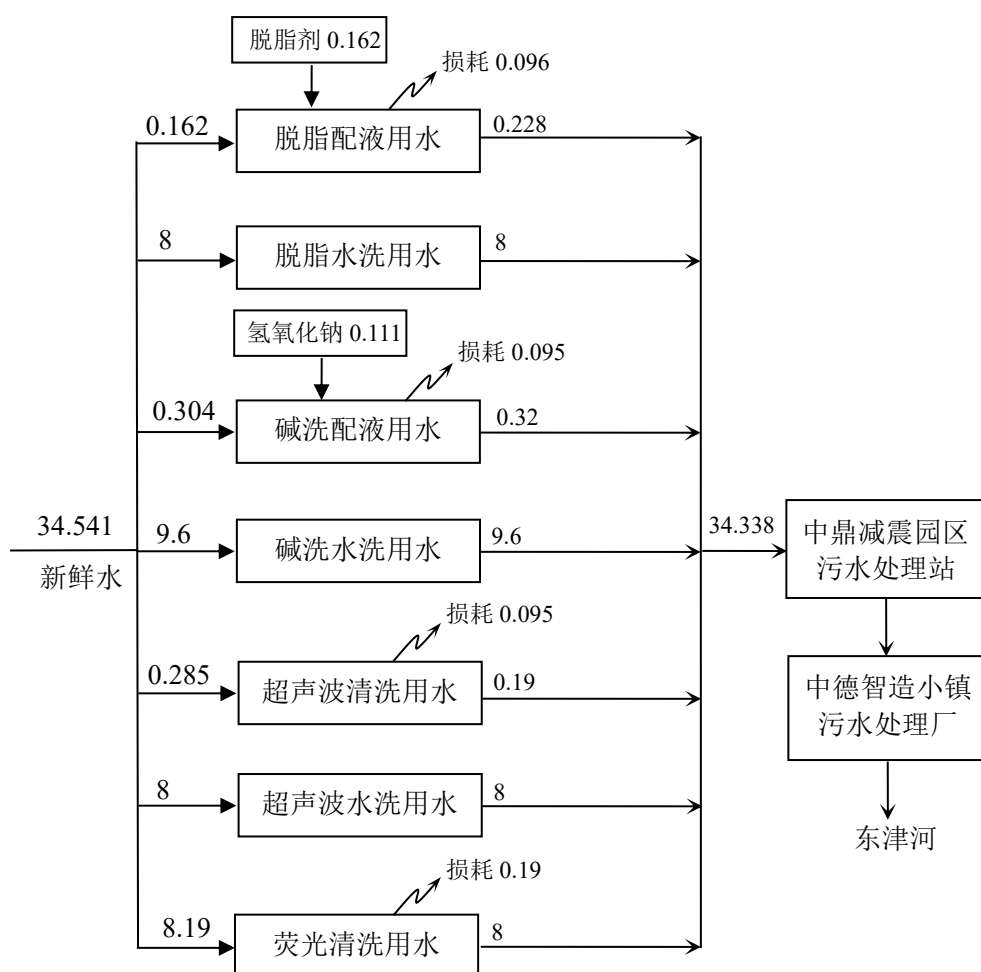 脱脂剂 0.162
损耗 0.096
0.162
脱脂配液用水
0.228
8
脱脂水洗用水
8
氢氧化钠 0.111
损耗 0.095
0.304
碱洗配液用水
0.32
34.541
新鲜水
9.6
碱洗水洗用水
9.6
34.338
中鼎减震园区
污水处理站
损耗 0.095
0.285
超声波清洗用水
0.19
中德智造小镇
污水处理厂
8
超声波水洗用水
8
东津河
损耗 0.19
8.19
荧光清洗用水
8